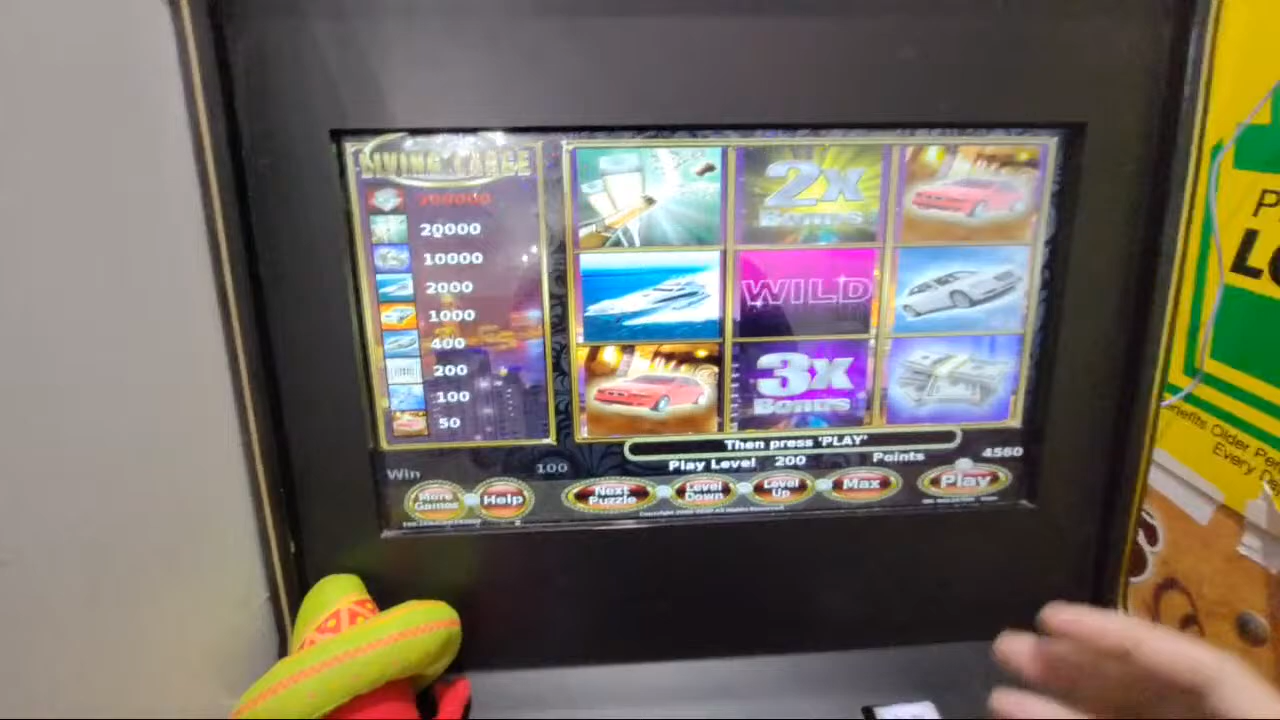 LIVING LARGE
20000
10000
2000
1000
400
200
100
50
2x
Bonus
WILD
3x
Bonus
Then press 'PLAY'
Win 100 Play Level 200 Points 4560
More Games
Help
Next Puzzle
Level Down
Level Up
Max
Play
Every Da